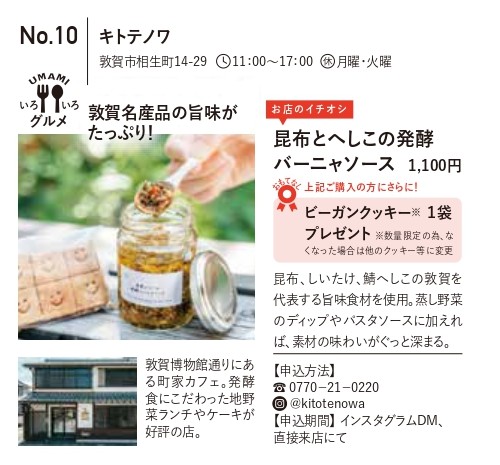 No.10
キトテノワ
敦賀市相生町14-29 11:00〜17:00 休月曜・火曜
UMAMI
いろいろ
グルメ
敦賀名産品の旨味が
たっぷり!
お店のイチオシ
昆布とへしこの発酵
バーニャソース 1,100円
おもてなし
上記ご購入の方にさらに!
ビーガンクッキー※ 1袋
プレゼント ※数量限定の為、な
くなった場合は他のクッキー等に変更
昆布、しいたけ、鯖へしこの敦賀を
代表する旨味食材を使用。蒸し野菜
のディップやパスタソースに加えれ
ば、素材の味わいがぐっと深まる。
敦賀博物館通りにあ
る町家カフェ。発酵
食にこだわった地野
菜ランチやケーキが
好評の店。
【申込方法】
☎0770-21-0220
@kitotenowa
【申込期間】インスタグラムDM、
直接来店にて